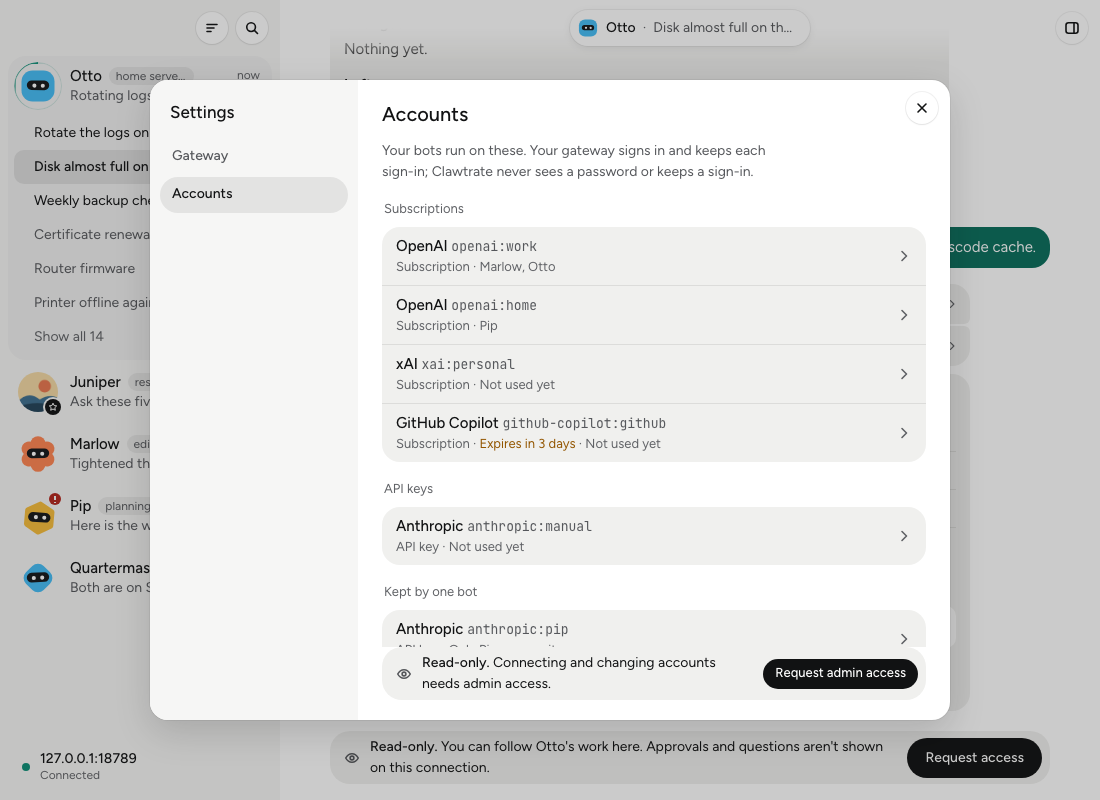 Otto · Disk almost full on th...
Nothing yet.
Otto home serve... now
Rotating logs
Rotate the logs on
Disk almost full on
Weekly backup che
Certificate renewa
Router firmware
Printer offline again
Show all 14
Juniper res
Ask these fiv
Marlow edi
Tightened th
Pip planning
Here is the w
Quartermas
Both are on S
127.0.0.1:18789
Connected
Settings
Gateway
Accounts
Accounts
Your bots run on these. Your gateway signs in and keeps each
sign-in; Clawtrate never sees a password or keeps a sign-in.
Subscriptions
OpenAI openai:work
Subscription · Marlow, Otto
OpenAI openai:home
Subscription · Pip
xAI xai:personal
Subscription · Not used yet
GitHub Copilot github-copilot:github
Subscription · Expires in 3 days · Not used yet
API keys
Anthropic anthropic:manual
API key · Not used yet
Kept by one bot
Anthropic anthropic:pip
Read-only. Connecting and changing accounts
needs admin access.
Request admin access
scode cache.
Read-only. You can follow Otto's work here. Approvals and questions aren't shown
on this connection.
Request access